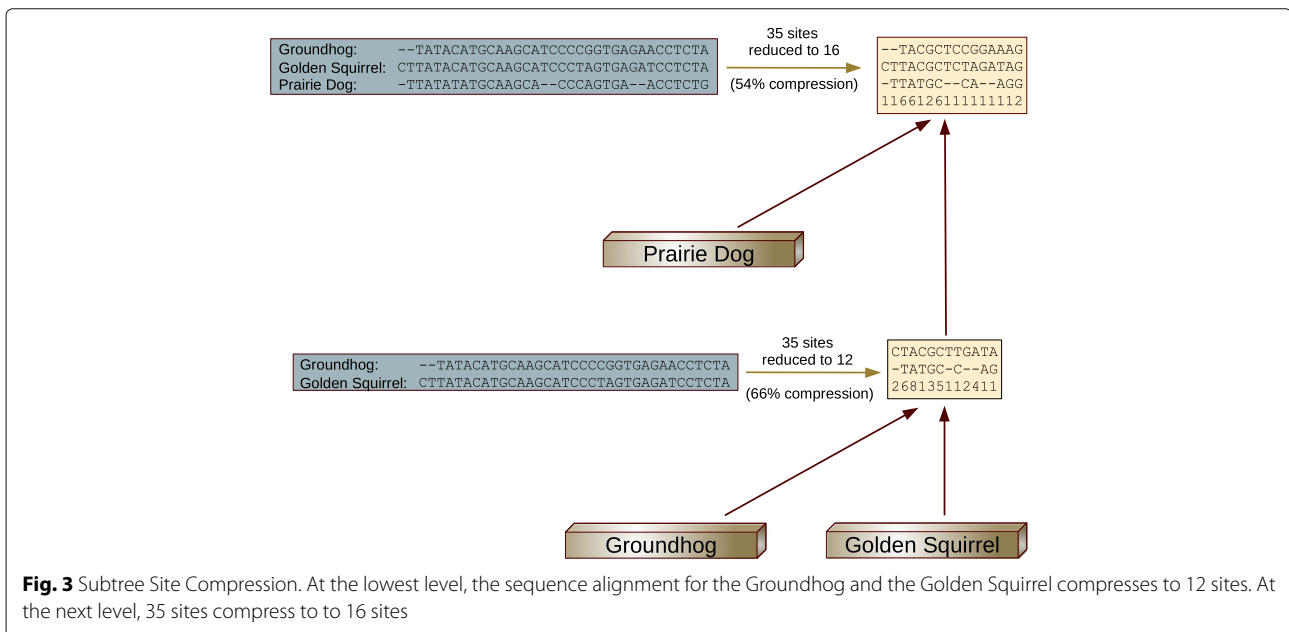 Groundhog: --TATACATGCAAGCATCCCCGGTGAGAACCTCTA
Golden Squirrel: CTTATACATGCAAGCATCCCTAGTGAGATCCTCTA
Prairie Dog: -TTATATATGCAAGCA--CCCAGTGA--ACCTCTG
35 sites
reduced to 16
(54% compression)
--TACGCTCCGGAAAG
CTTACGCTCTAGATAG
-TTATGC--CA--AGG
1166126111111112
Prairie Dog
Groundhog: --TATACATGCAAGCATCCCCGGTGAGAACCTCTA
Golden Squirrel: CTTATACATGCAAGCATCCCTAGTGAGATCCTCTA
35 sites
reduced to 12
(66% compression)
CTACGCTTGATA
-TATGC-C--AG
268135112411
Groundhog
Golden Squirrel
Fig. 3 Subtree Site Compression. At the lowest level, the sequence alignment for the Groundhog and the Golden Squirrel compresses to 12 sites. At
the next level, 35 sites compress to to 16 sites